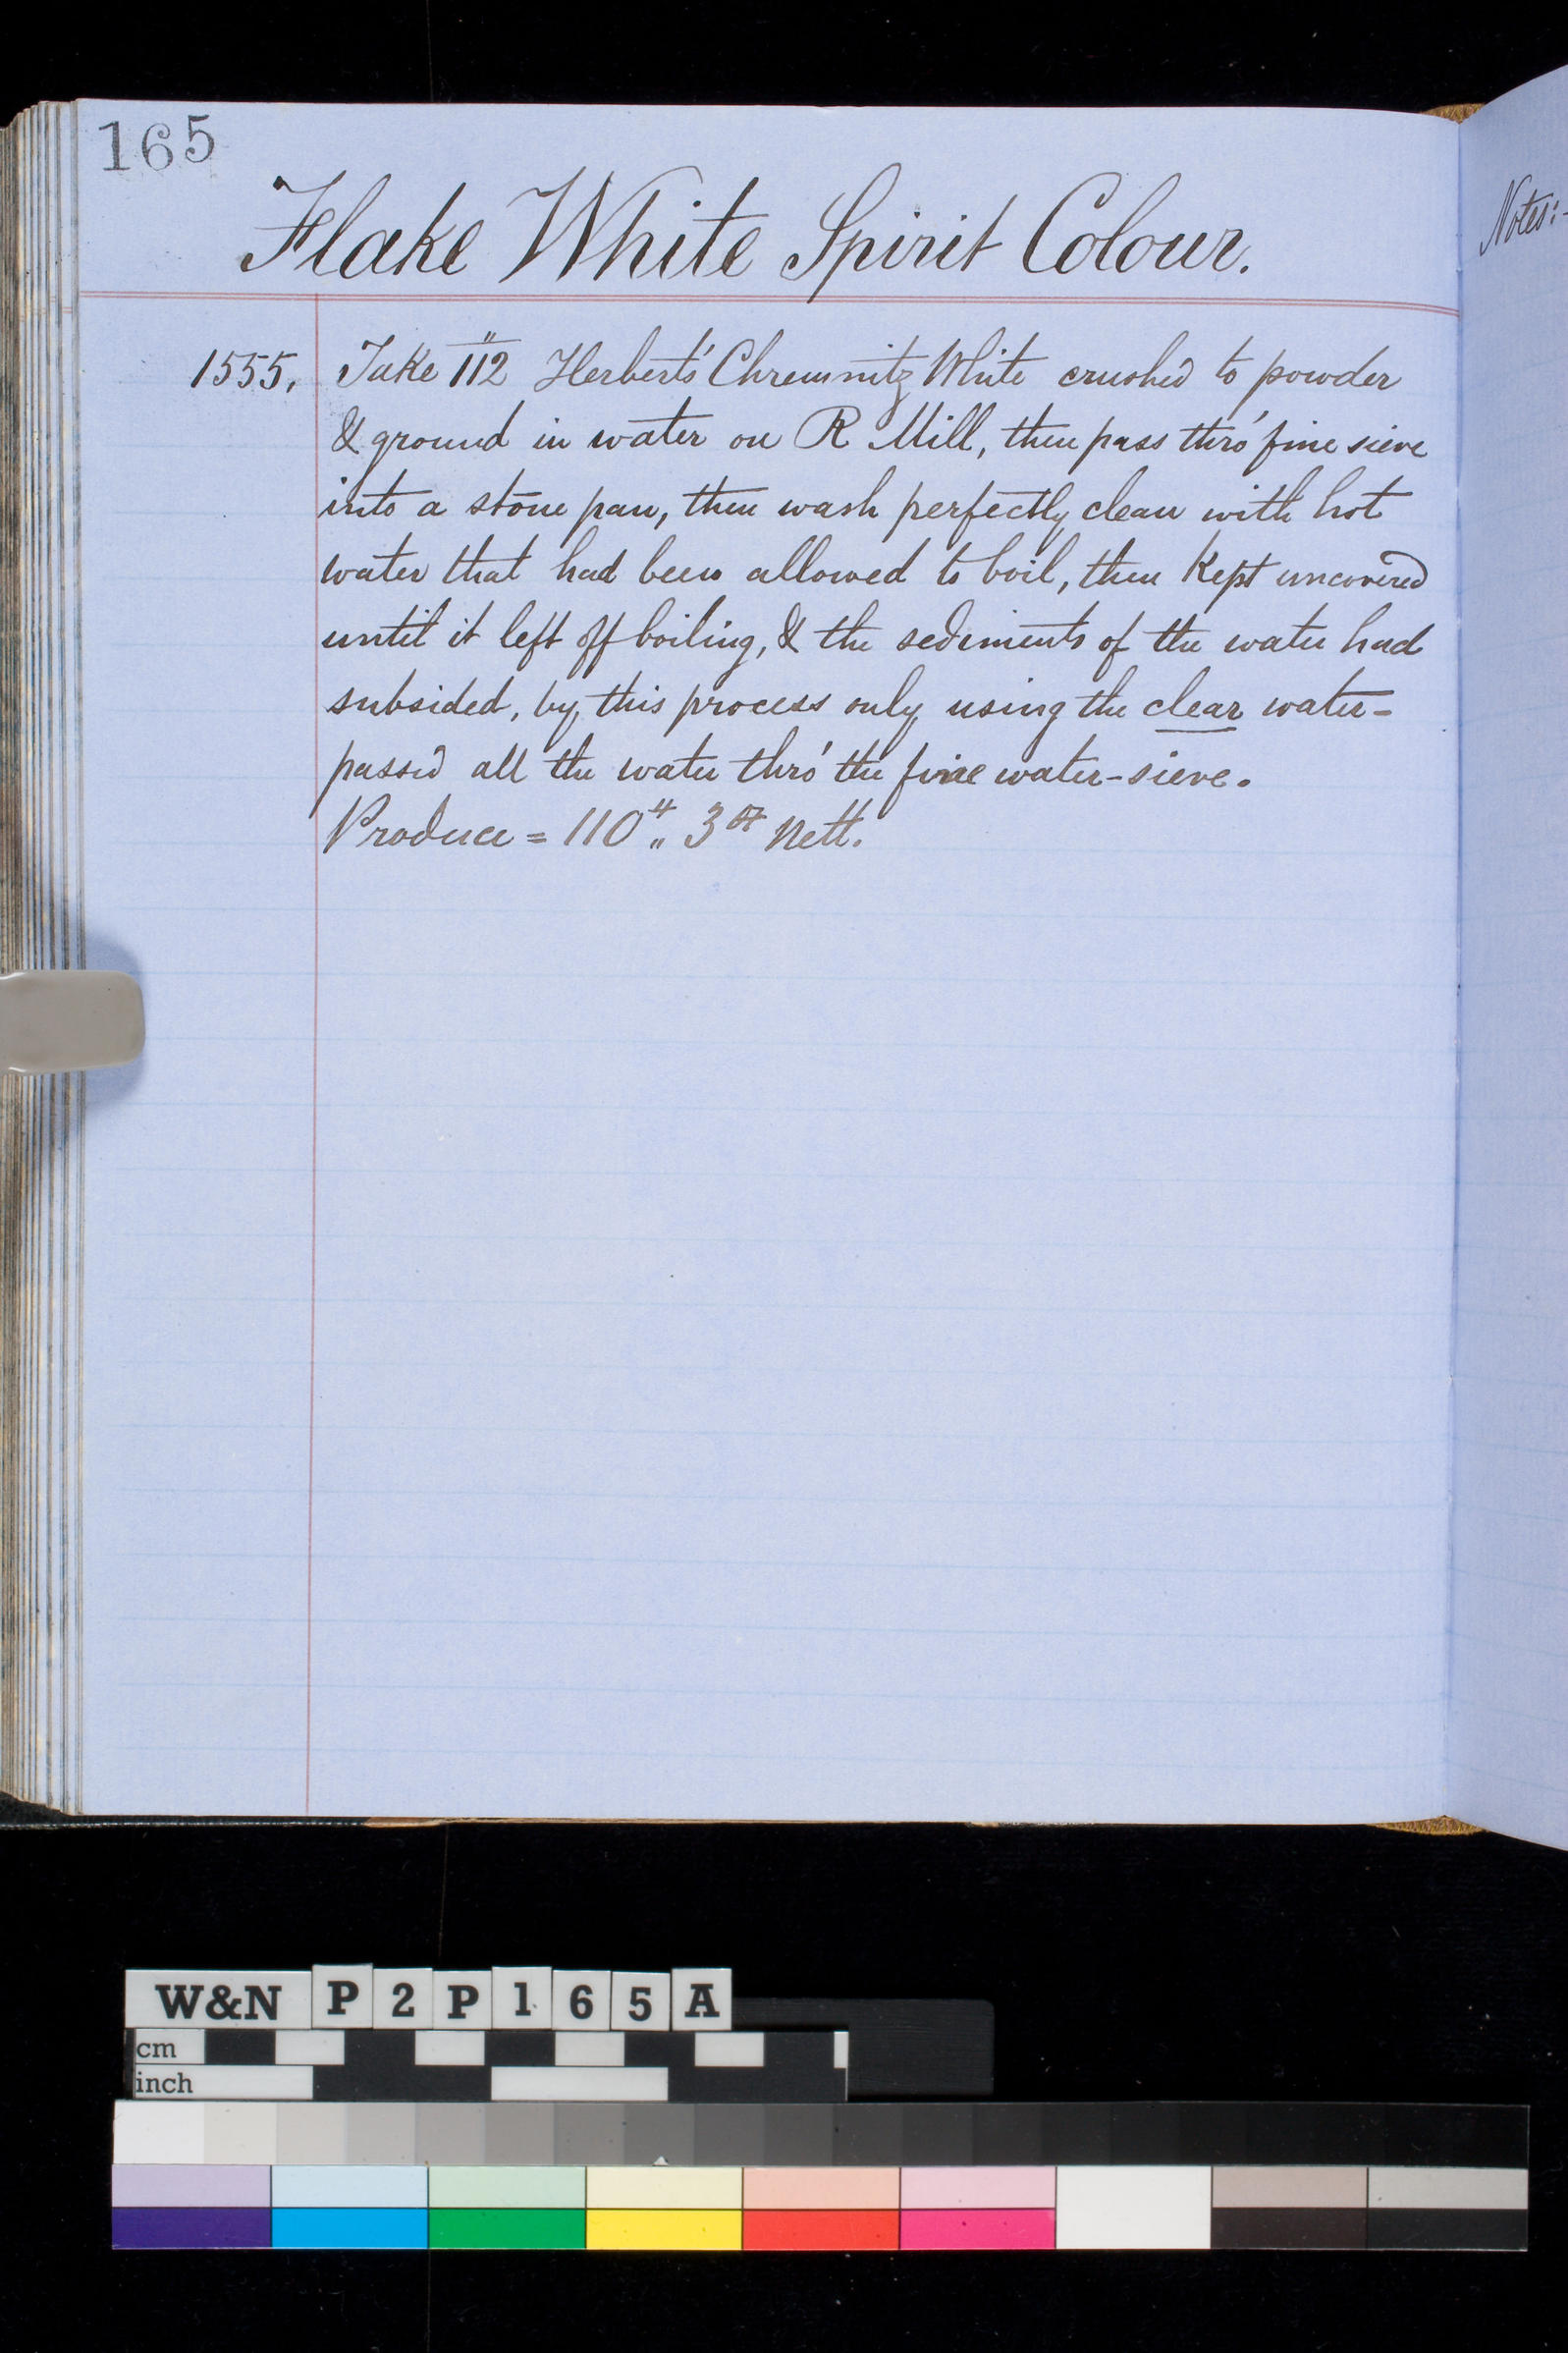 165
Flake White Spirit Colour.
Notes:-
1555. Take 112 Herberts' Chremnitz White crushed to powder
& ground in water on R Mill, then pass thro' fine sieve
into a stone pan, then wash perfectly clean with hot
water that had been allowed to boil, then Kept uncovered
until it left off boiling, & the sediments of the water had
subsided, by this process only using the clear water-
passed all the water thro' the fine water-sieve.
Produce = 110 lb ,, 3 oz Nett.
W&N P2P165A
cm
inch